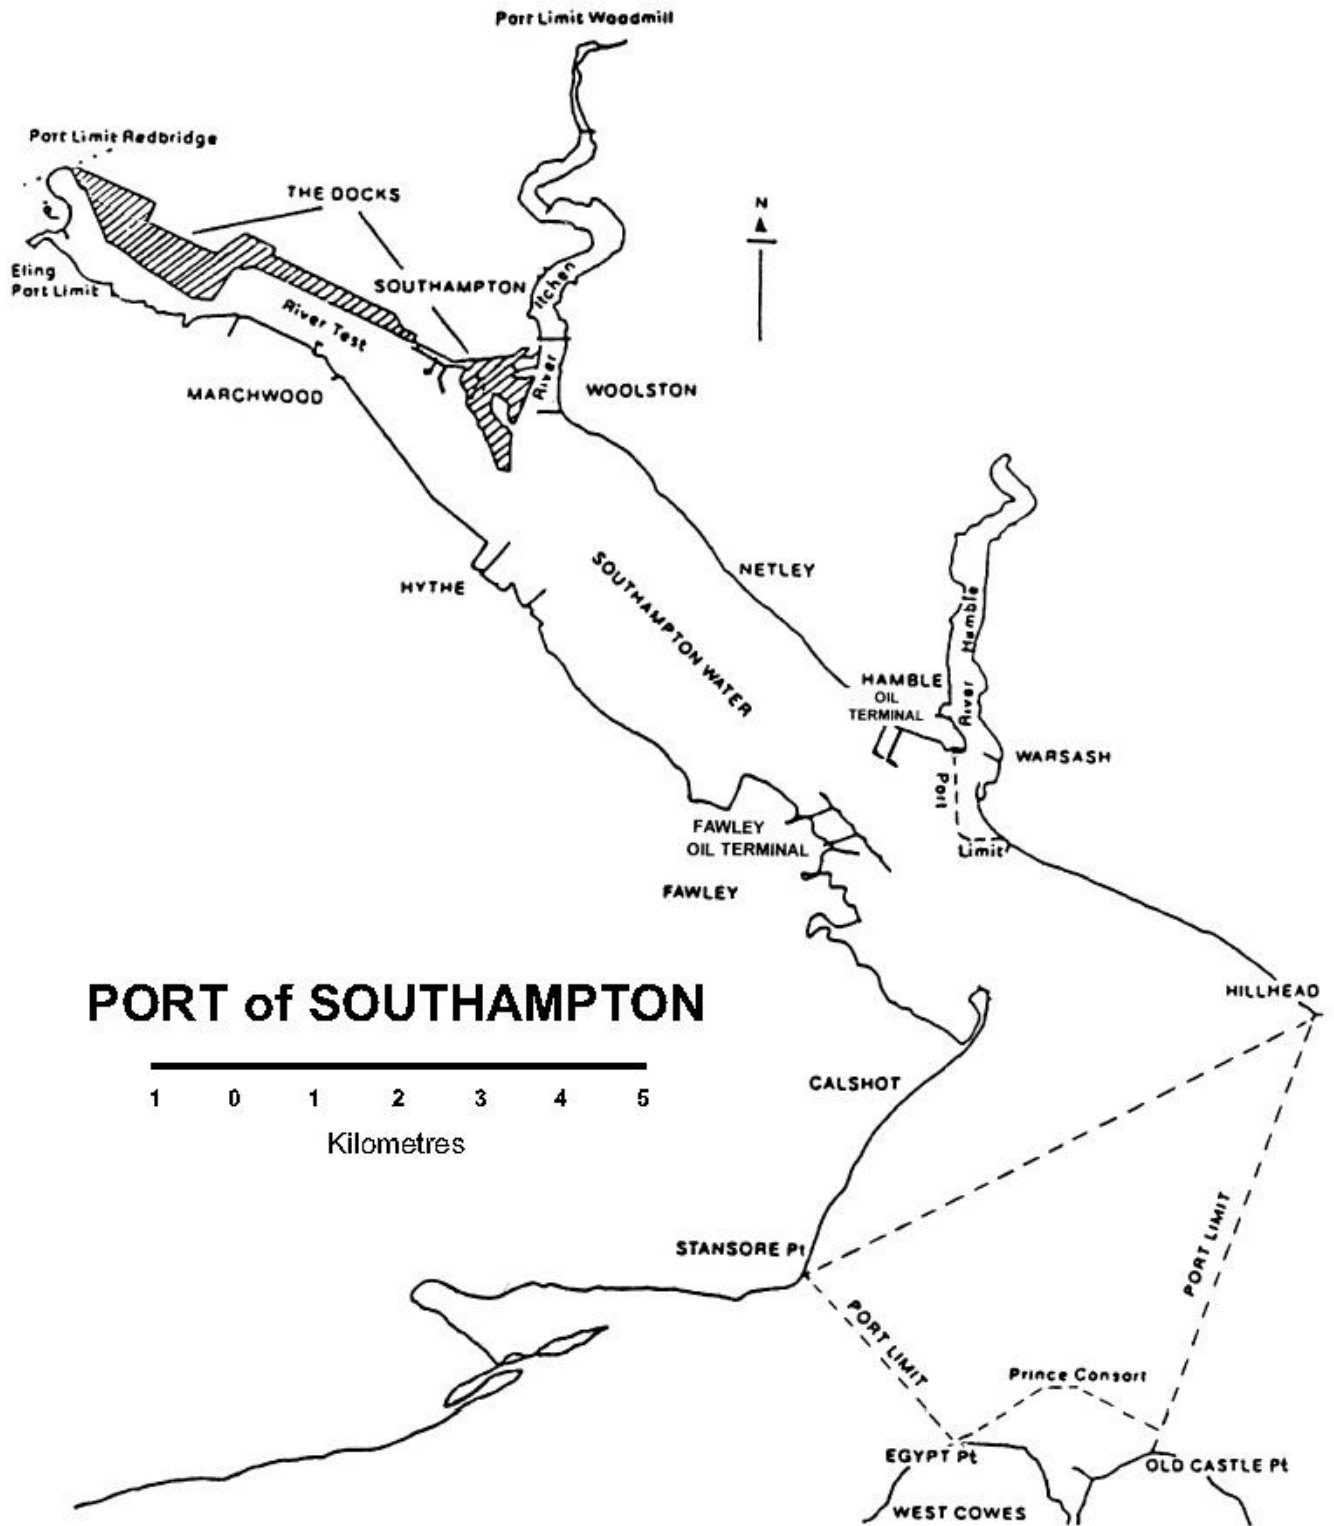 Port Limit Woodmill
Port Limit Redbridge
THE DOCKS
N
Eling
Port Limit
SOUTHAMPTON
Itchen
River
River Test
MARCHWOOD
WOOLSTON
HYTHE
SOUTHAMPTON WATER
NETLEY
River Hamble
HAMBLE
OIL
TERMINAL
WARSASH
Port
Limit
FAWLEY
OIL TERMINAL
FAWLEY
PORT of SOUTHAMPTON
HILLHEAD
1 0 1 2 3 4 5
Kilometres
CALSHOT
STANSORE Pt
PORT LIMIT
PORT LIMIT
Prince Consort
EGYPT Pt
OLD CASTLE Pt
WEST COWES